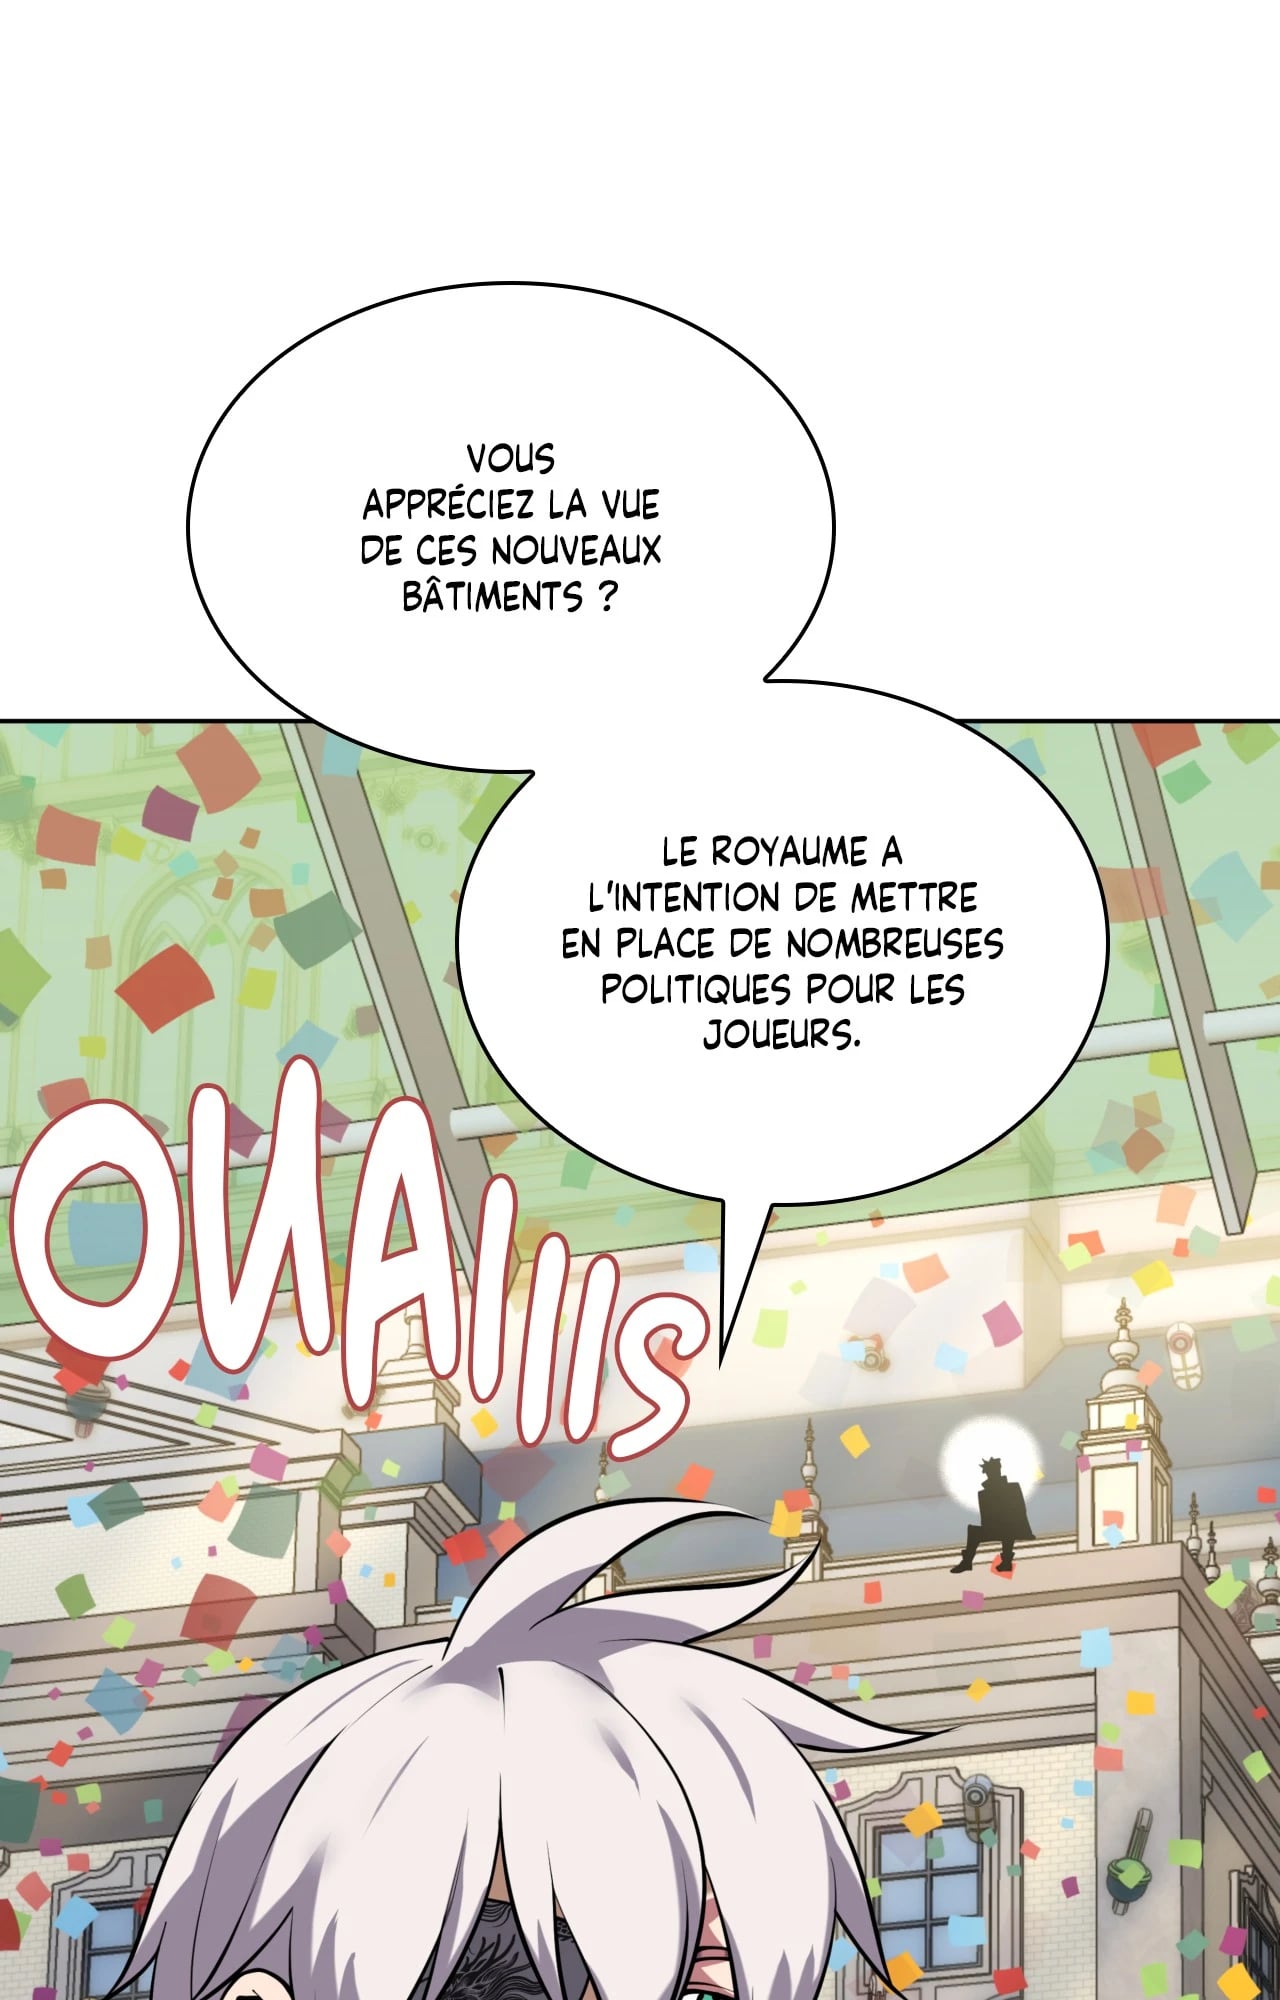 VOUS
APPRÉCIEZ LA VUE
DE CES NOUVEAUX
BÂTIMENTS ?
LE ROYAUME A
L'INTENTION DE METTRE
EN PLACE DE NOMBREUSES
POLITIQUES POUR LES
JOUEURS.
OUAIIIS